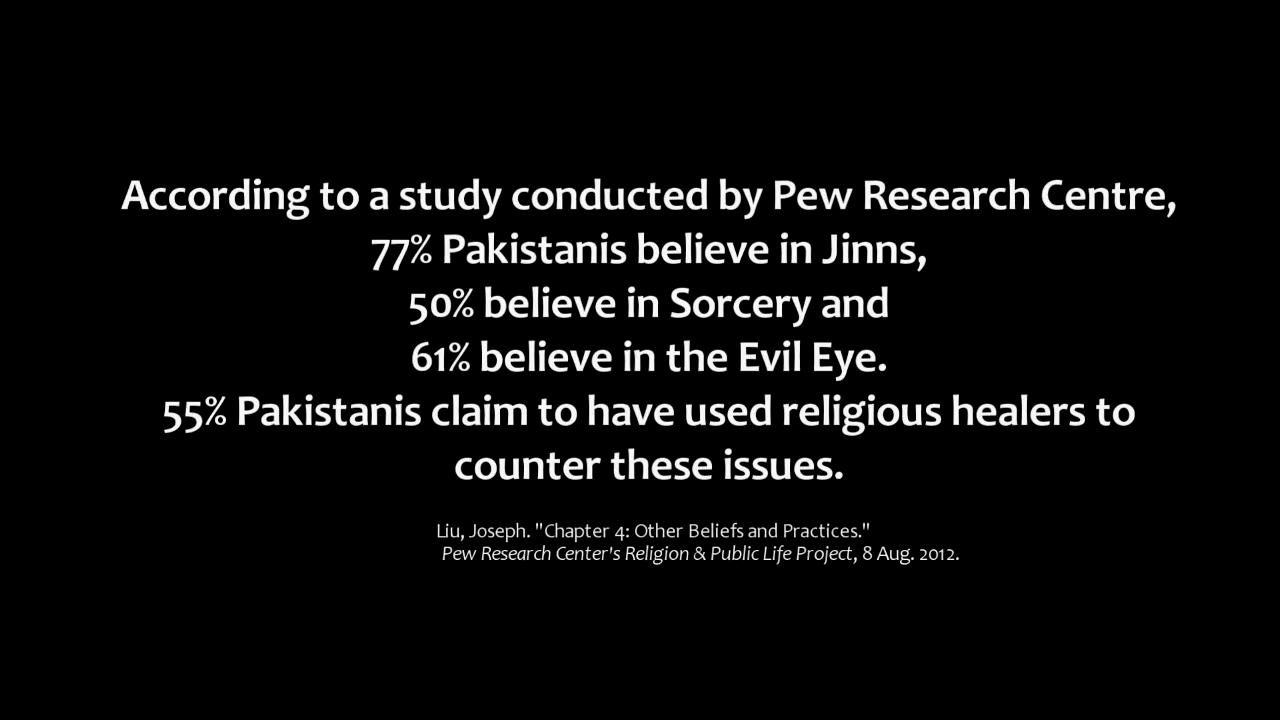 According to a study conducted by Pew Research Centre,
77% Pakistanis believe in Jinns,
50% believe in Sorcery and
61% believe in the Evil Eye.
55% Pakistanis claim to have used religious healers to
counter these issues.
Liu, Joseph. "Chapter 4: Other Beliefs and Practices."
Pew Research Center's Religion & Public Life Project, 8 Aug. 2012.